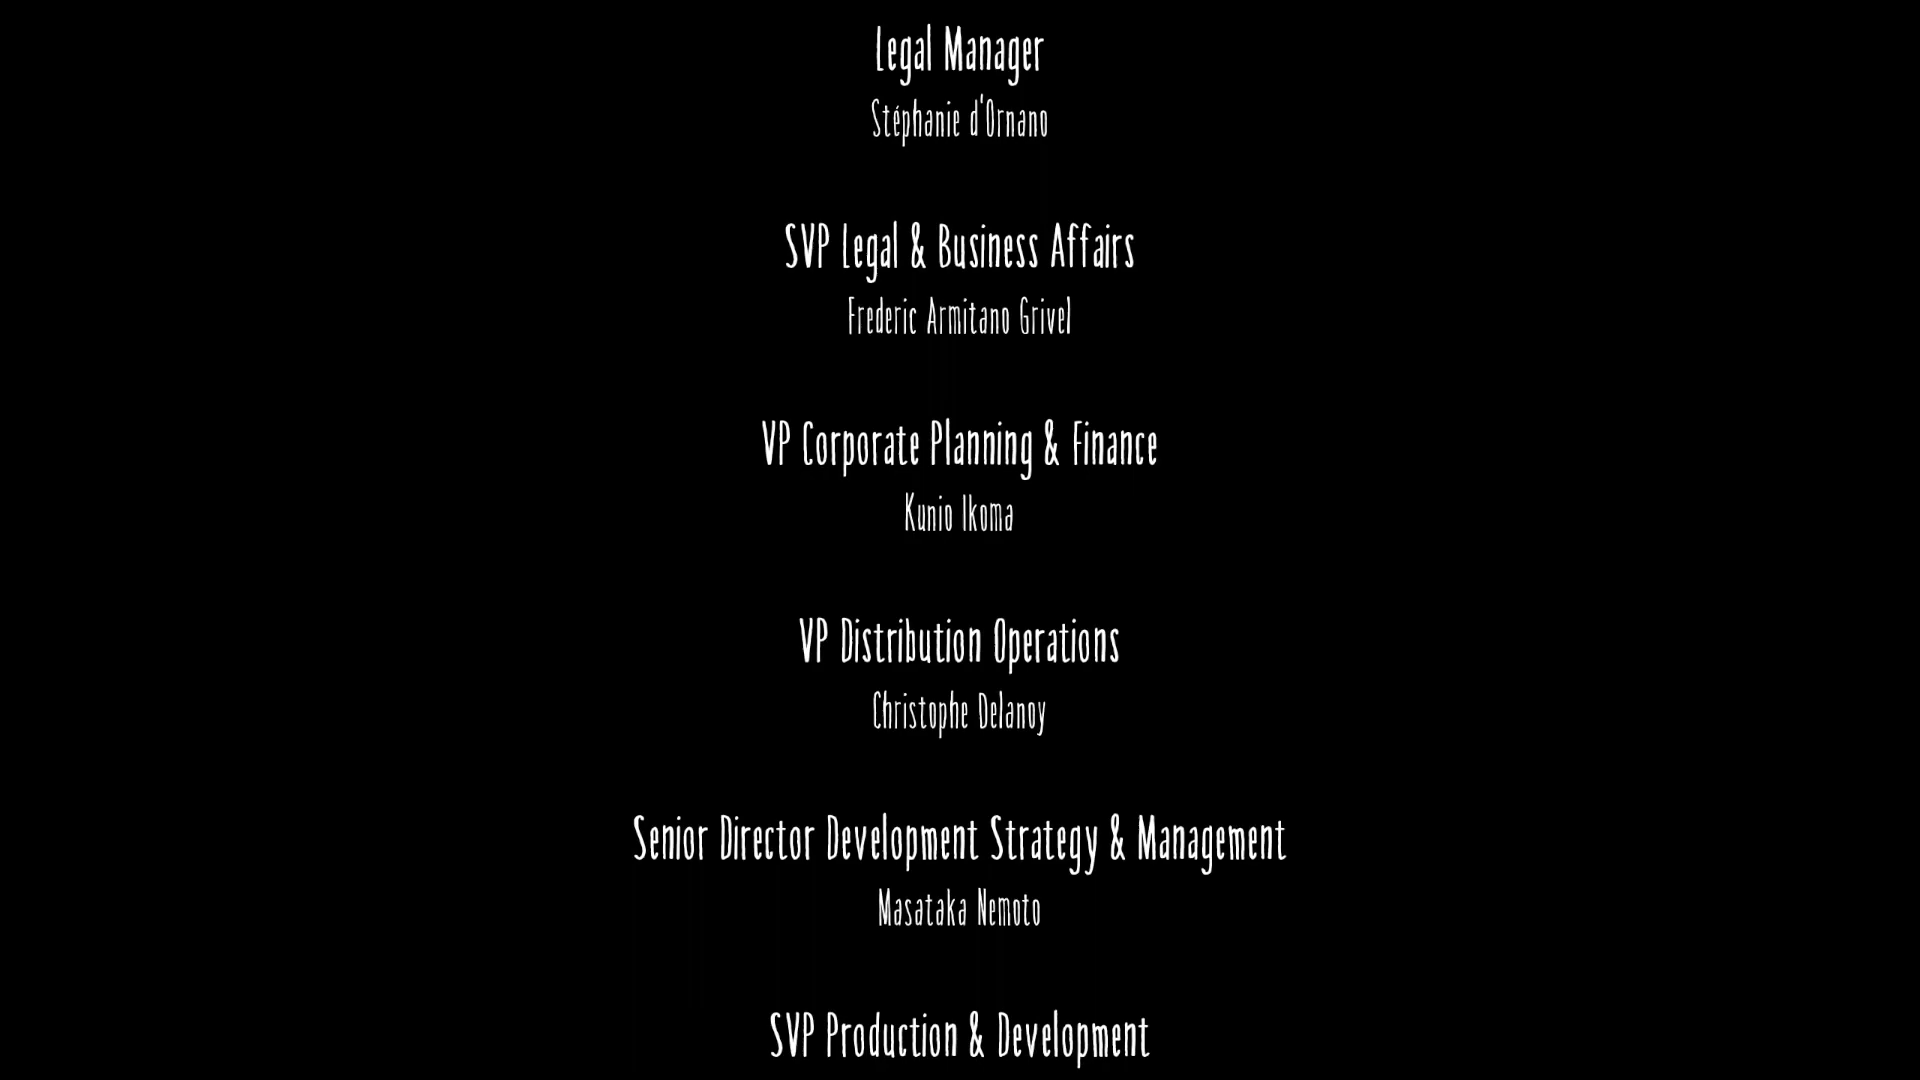 Legal Manager
Stéphanie d'Ornano
SVP Legal & Business Affairs
Frederic Armitano Grivel
VP Corporate Planning & Finance
Kunio Ikoma
VP Distribution Operations
Christophe Delanoy
Senior Director Development Strategy & Management
Masataka Nemoto
SVP Production & Development